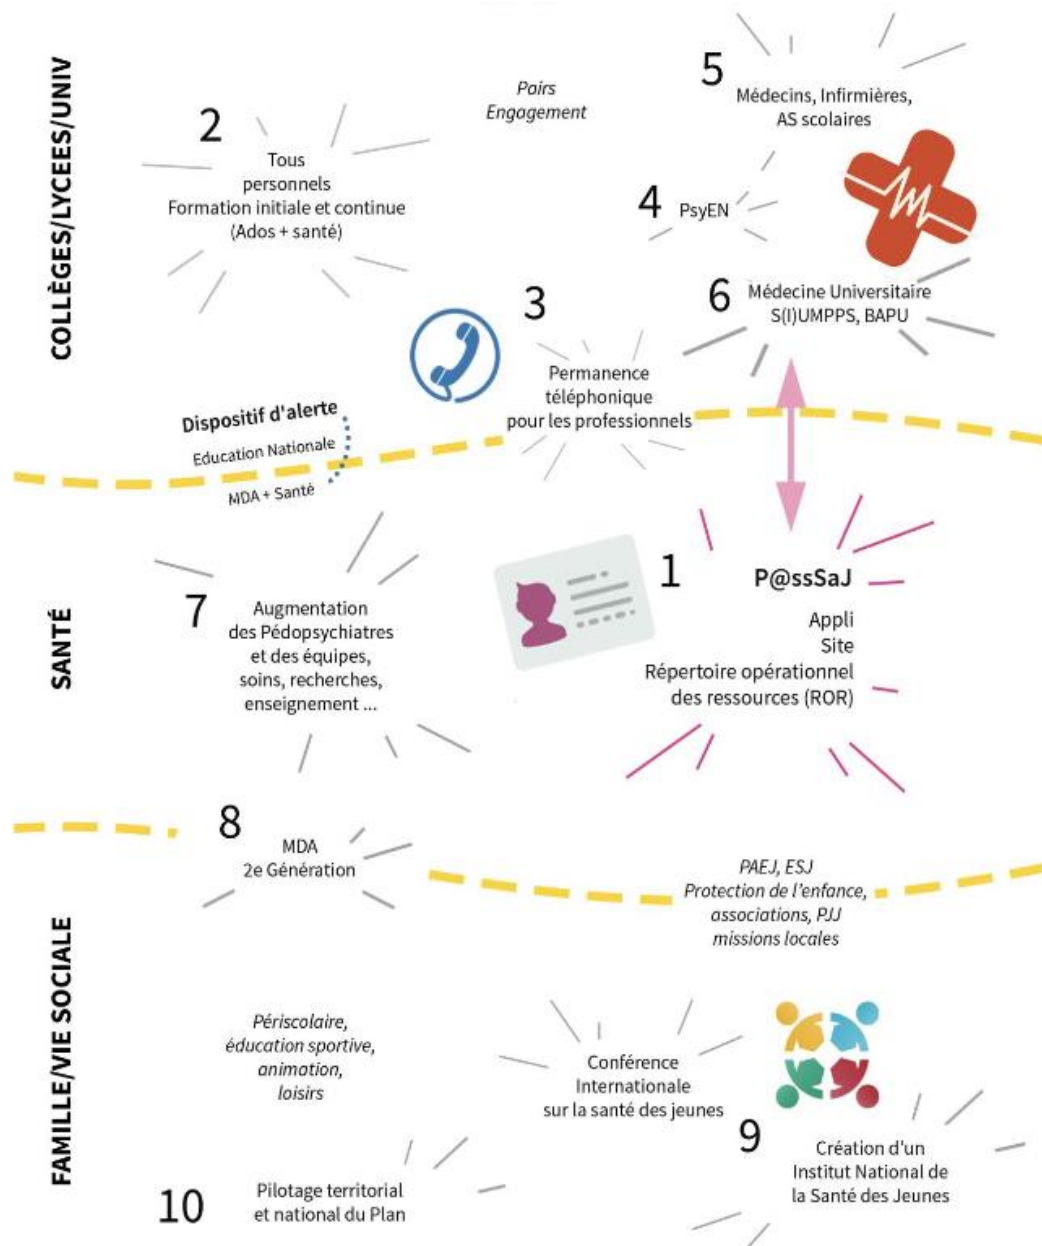 COLLÈGES/LYCEES/UNIV
Pairs
Engagement
5
Médecins, Infirmières,
AS scolaires
2
Tous
personnels
Formation initiale et continue
(Ados + santé)
4
PsyEN
6
Médecine Universitaire
S(I)UMPPS, BAPU
3
Permanence
téléphonique
pour les professionnels
Dispositif d'alerte
Education Nationale
MDA + Santé
SANTÉ
1
P@ssSaJ
Appli
Site
Répertoire opérationnel
des ressources (ROR)
7
Augmentation
des Pédopsychiatres
et des équipes,
soins, recherches,
enseignement ...
8
MDA
2e Génération
PAEJ, ESJ
Protection de l'enfance,
associations, PJJ
missions locales
FAMILLE/VIE SOCIALE
Périscolaire,
éducation sportive,
animation,
loisirs
Conférence
Internationale
sur la santé des jeunes
9
Création d'un
Institut National de
la Santé des Jeunes
10
Pilotage territorial
et national du Plan